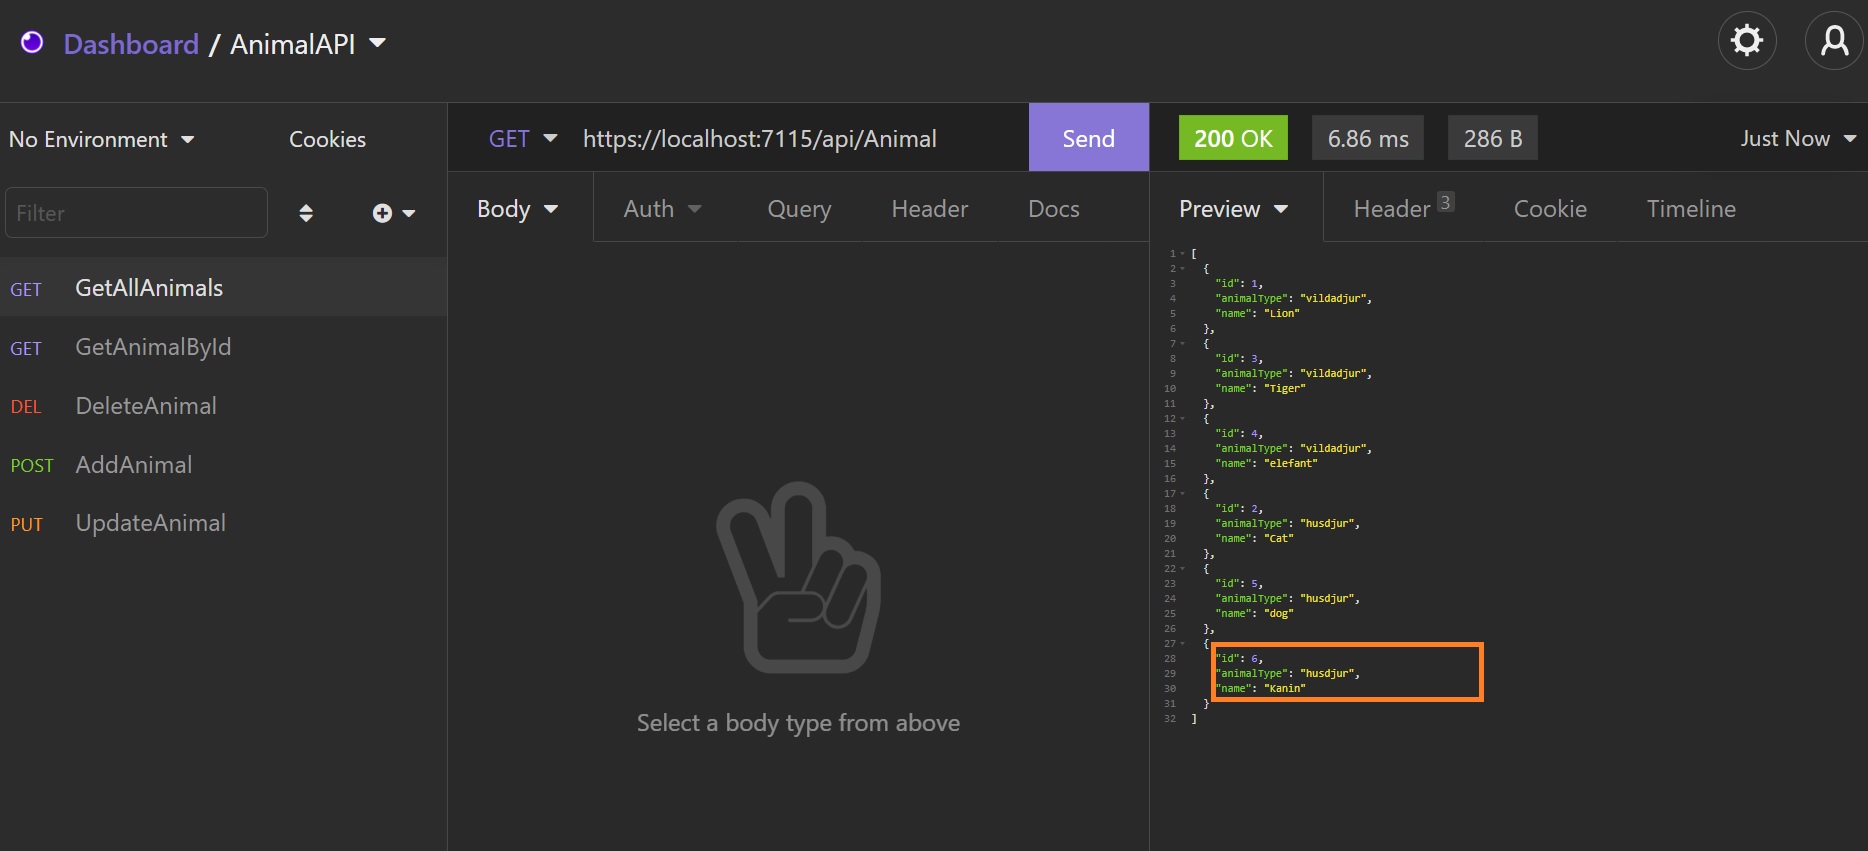 Dashboard / AnimalAPI
No Environment Cookies
GET https://localhost:7115/api/Animal Send
200 OK 6.86 ms 286 B Just Now
Filter
Body Auth Query Header Docs
Preview Header 3 Cookie Timeline
GET GetAllAnimals
GET GetAnimalById
DEL DeleteAnimal
POST AddAnimal
PUT UpdateAnimal
Select a body type from above
1 [
2 {
3 "id": 1,
4 "animalType": "vildadjur",
5 "name": "Lion"
6 },
7 {
8 "id": 3,
9 "animalType": "vildadjur",
10 "name": "Tiger"
11 },
12 {
13 "id": 4,
14 "animalType": "vildadjur",
15 "name": "elefant"
16 },
17 {
18 "id": 2,
19 "animalType": "husdjur",
20 "name": "Cat"
21 },
22 {
23 "id": 5,
24 "animalType": "husdjur",
25 "name": "dog"
26 },
27 {
28 "id": 6,
29 "animalType": "husdjur",
30 "name": "Kanin"
31 }
32 ]